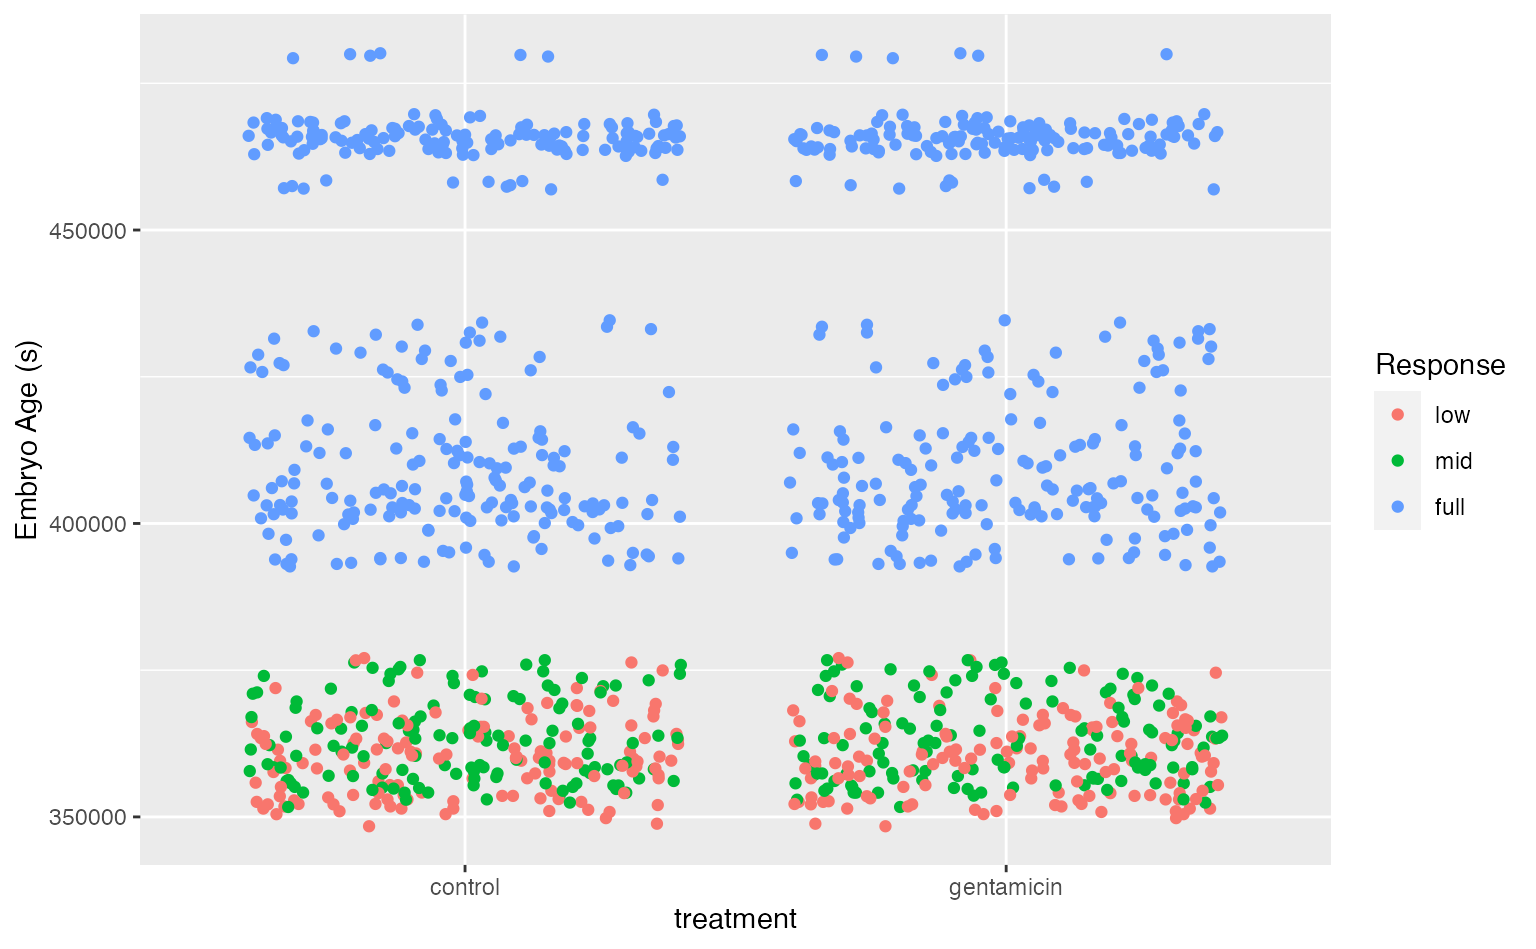 Embryo Age (s)
450000
400000
350000
control
gentamicin
treatment
Response
low
mid
full